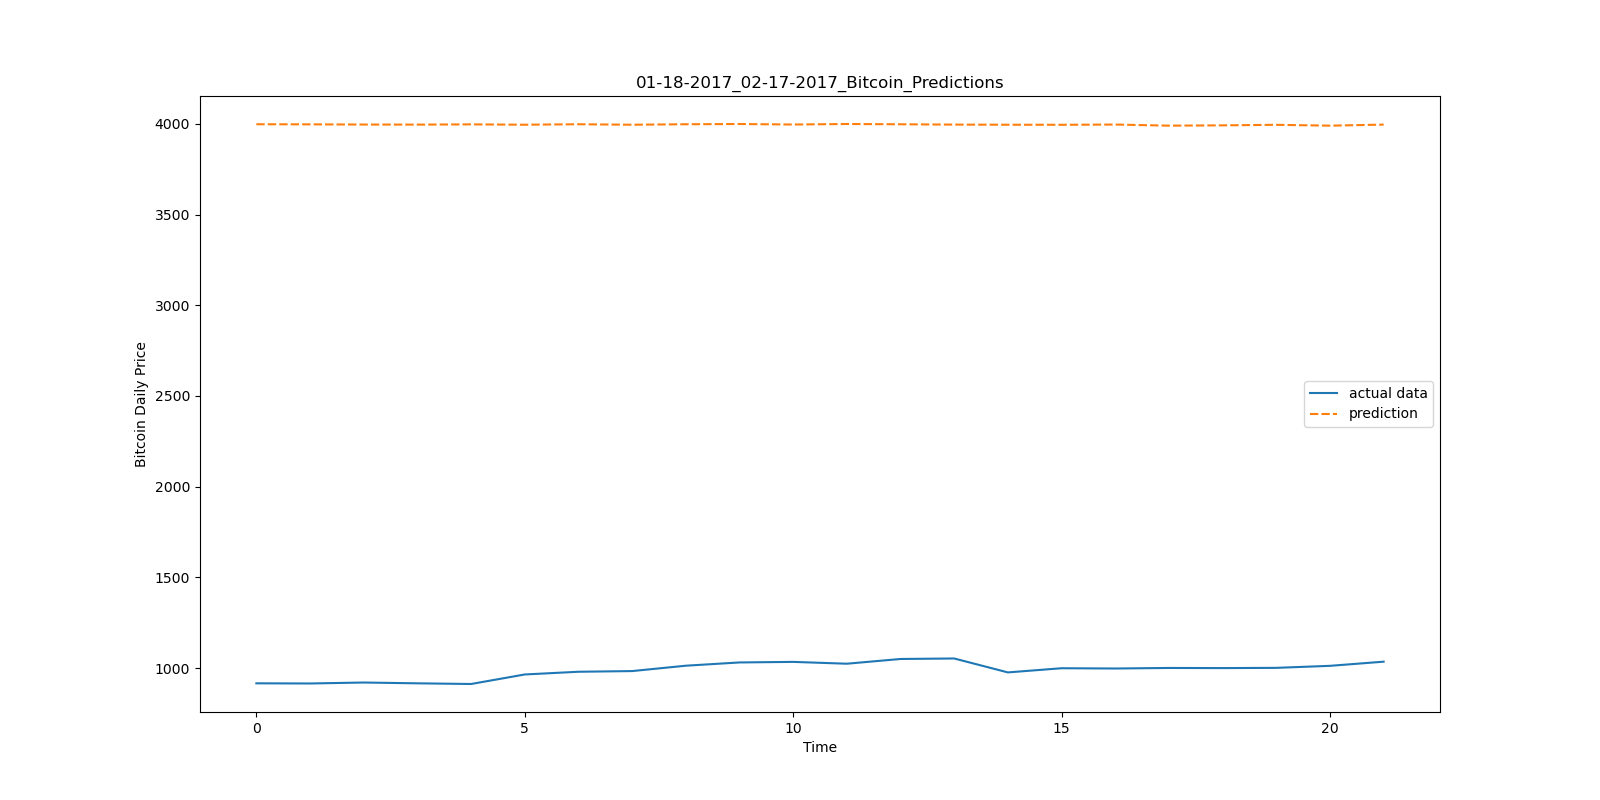 01-18-2017_02-17-2017_Bitcoin_Predictions
4000
3500
3000
2500
2000
1500
1000
Bitcoin Daily Price
actual data
prediction
0
5
10
15
20
Time